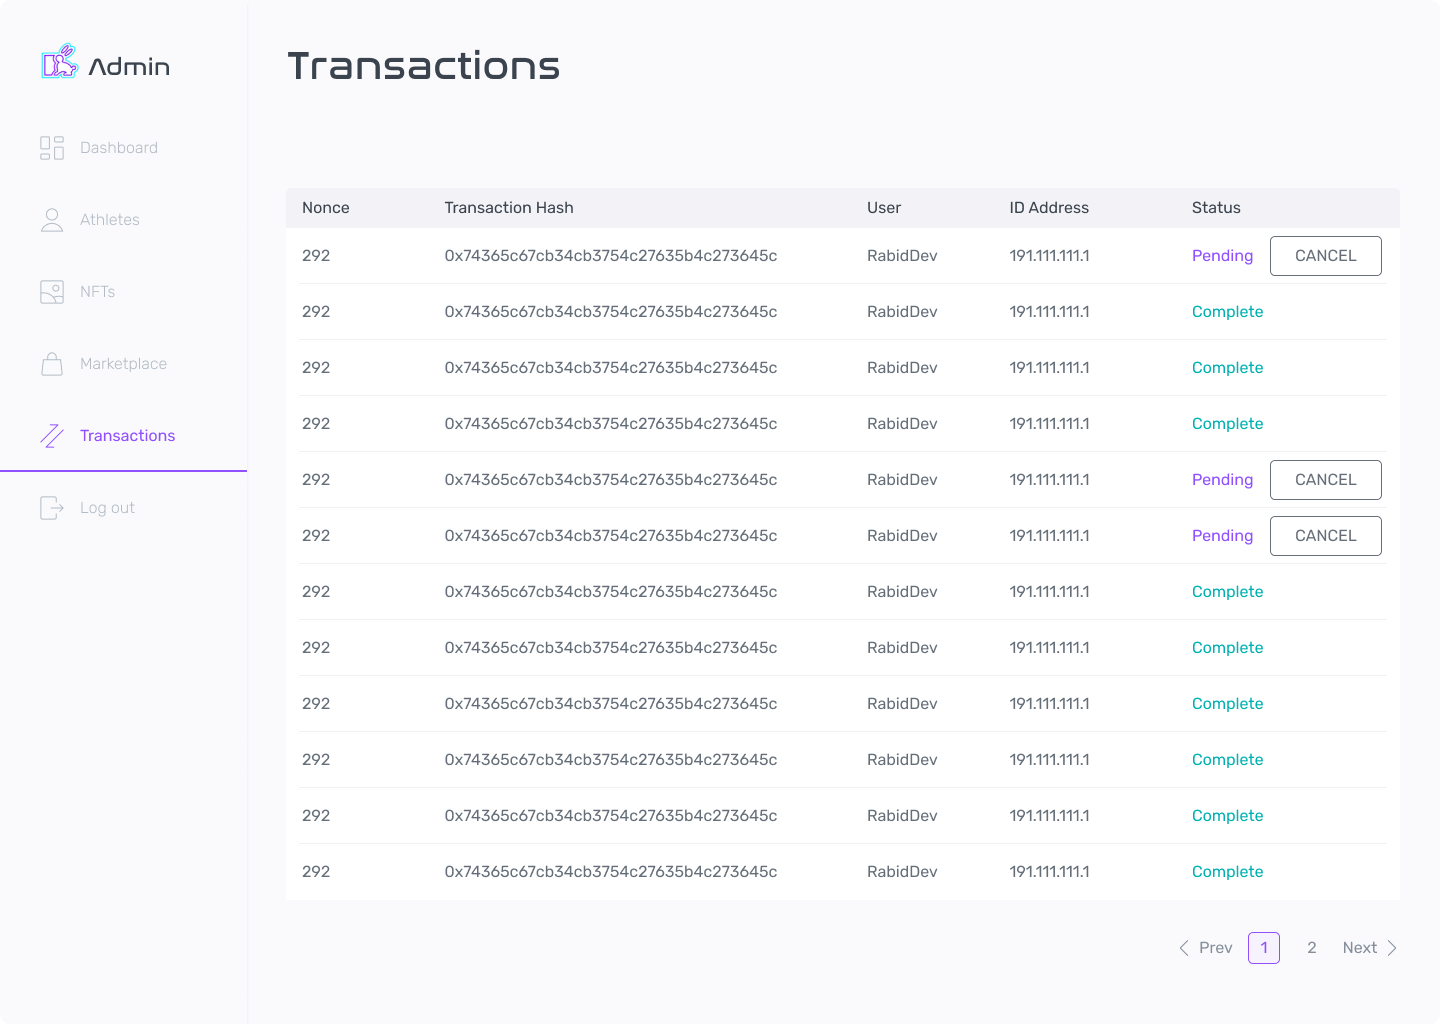 Admin
Transactions
Dashboard
Athletes
NFTs
Marketplace
Transactions
Log out
Nonce Transaction Hash User ID Address Status
292 0x74365c67cb34cb3754c27635b4c273645c RabidDev 191.111.111.1 Pending CANCEL
292 0x74365c67cb34cb3754c27635b4c273645c RabidDev 191.111.111.1 Complete
292 0x74365c67cb34cb3754c27635b4c273645c RabidDev 191.111.111.1 Complete
292 0x74365c67cb34cb3754c27635b4c273645c RabidDev 191.111.111.1 Complete
292 0x74365c67cb34cb3754c27635b4c273645c RabidDev 191.111.111.1 Pending CANCEL
292 0x74365c67cb34cb3754c27635b4c273645c RabidDev 191.111.111.1 Pending CANCEL
292 0x74365c67cb34cb3754c27635b4c273645c RabidDev 191.111.111.1 Complete
292 0x74365c67cb34cb3754c27635b4c273645c RabidDev 191.111.111.1 Complete
292 0x74365c67cb34cb3754c27635b4c273645c RabidDev 191.111.111.1 Complete
292 0x74365c67cb34cb3754c27635b4c273645c RabidDev 191.111.111.1 Complete
292 0x74365c67cb34cb3754c27635b4c273645c RabidDev 191.111.111.1 Complete
292 0x74365c67cb34cb3754c27635b4c273645c RabidDev 191.111.111.1 Complete
Prev 1 2 Next